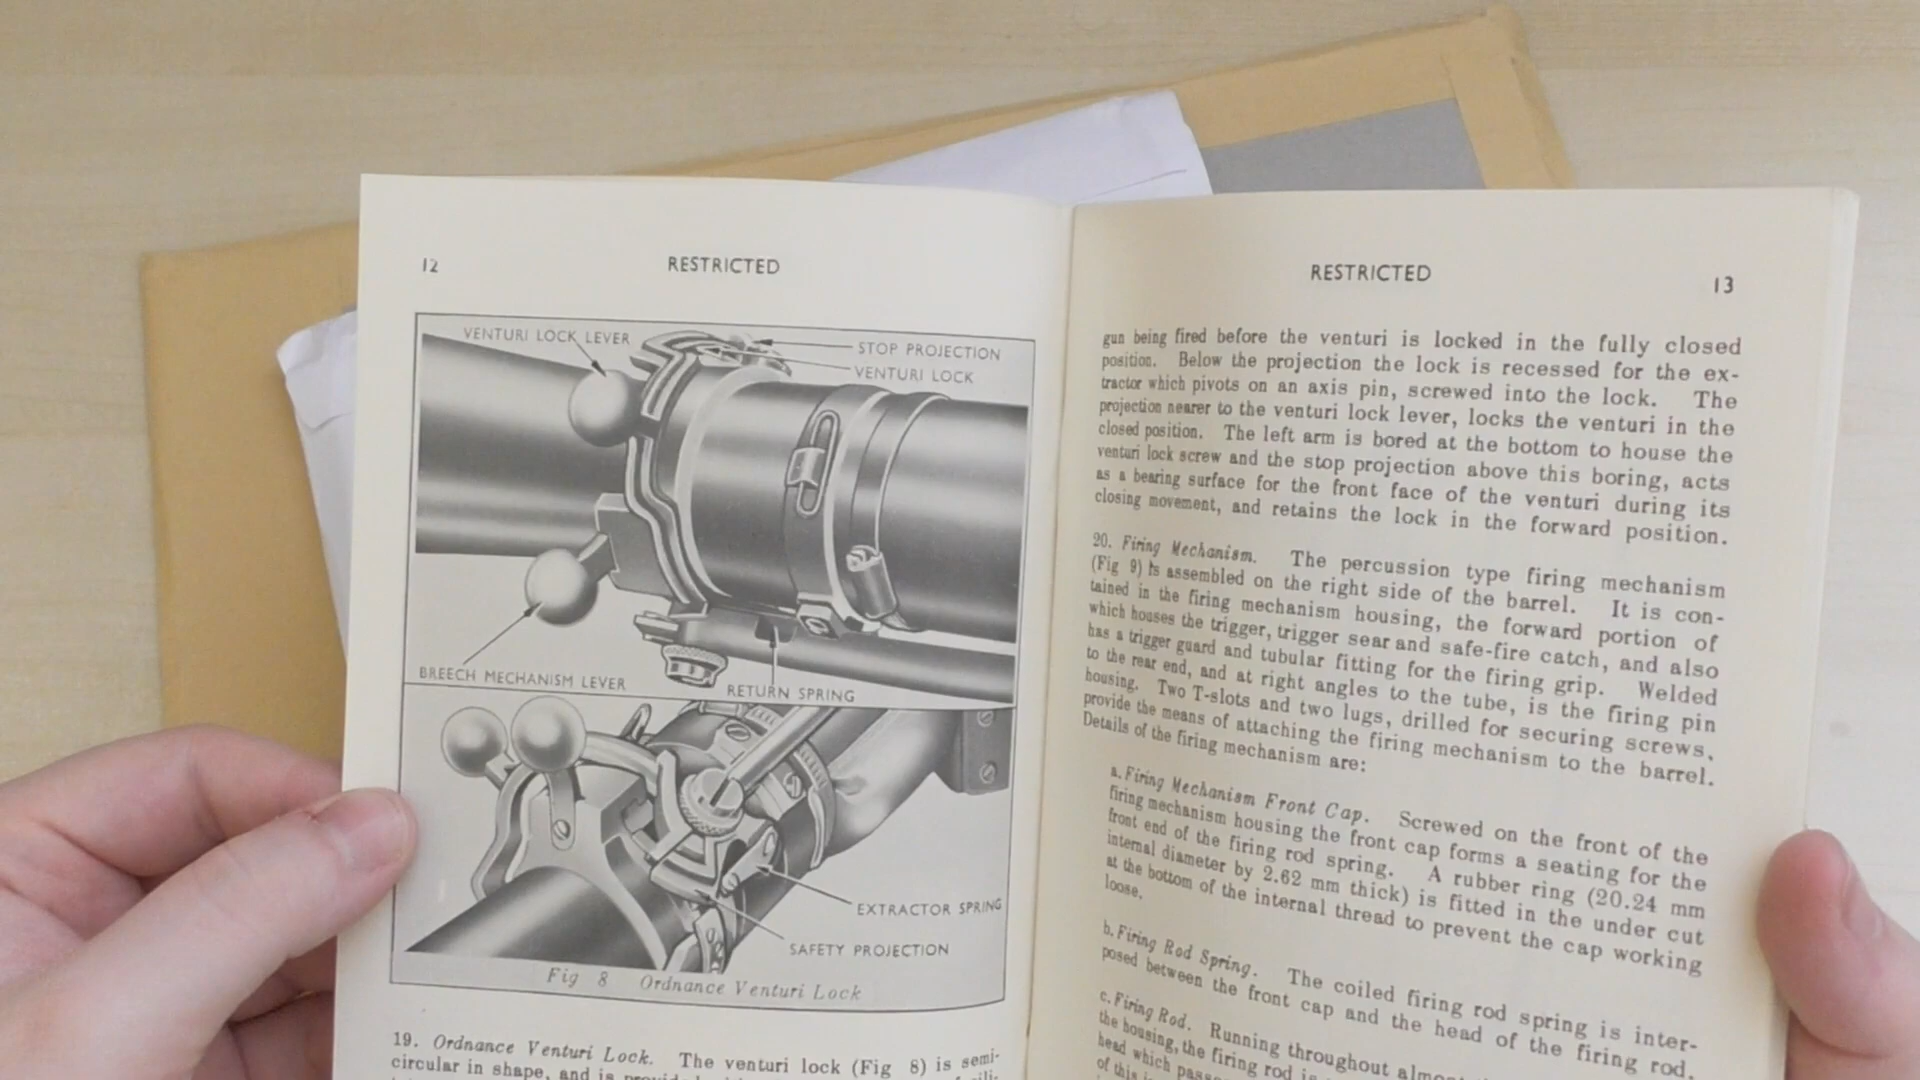 12
RESTRICTED
VENTURI LOCK LEVER
STOP PROJECTION
VENTURI LOCK
BREECH MECHANISM LEVER
RETURN SPRING
EXTRACTOR SPRING
SAFETY PROJECTION
Fig 8 Ordnance Venturi Lock
19. Ordnance Venturi Lock. The venturi lock (Fig 8) is semi-
circular in shape, and is
RESTRICTED
13
gun being fired before the venturi is locked in the fully closed
position. Below the projection the lock is recessed for the ex-
tractor which pivots on an axis pin, screwed into the lock. The
projection nearer to the venturi lock lever, locks the venturi in the
closed position. The left arm is bored at the bottom to house the
venturi lock screw and the stop projection above this boring, acts
as a bearing surface for the front face of the venturi during its
closing movement, and retains the lock in the forward position.
20. Firing Mechanism. The percussion type firing mechanism
(Fig 9) is assembled on the right side of the barrel. It is con-
tained in the firing mechanism housing, the forward portion of
which houses the trigger, trigger sear and safe-fire catch, and also
has a trigger guard and tubular fitting for the firing grip. Welded
to the rear end, and at right angles to the tube, is the firing pin
housing. Two T-slots and two lugs, drilled for securing screws,
provide the means of attaching the firing mechanism to the barrel.
Details of the firing mechanism are:
a. Firing Mechanism Front Cap. Screwed on the front of the
firing mechanism housing the front cap forms a seating for the
front end of the firing rod spring. A rubber ring (20.24 mm
internal diameter by 2.62 mm thick) is fitted in the under cut
at the bottom of the internal thread to prevent the cap working
loose.
b. Firing Rod Spring. The coiled firing rod spring is inter-
posed between the front cap and the head of the firing rod.
c. Firing Rod. Running throughout
the housing, the firing rod is
head which
of this